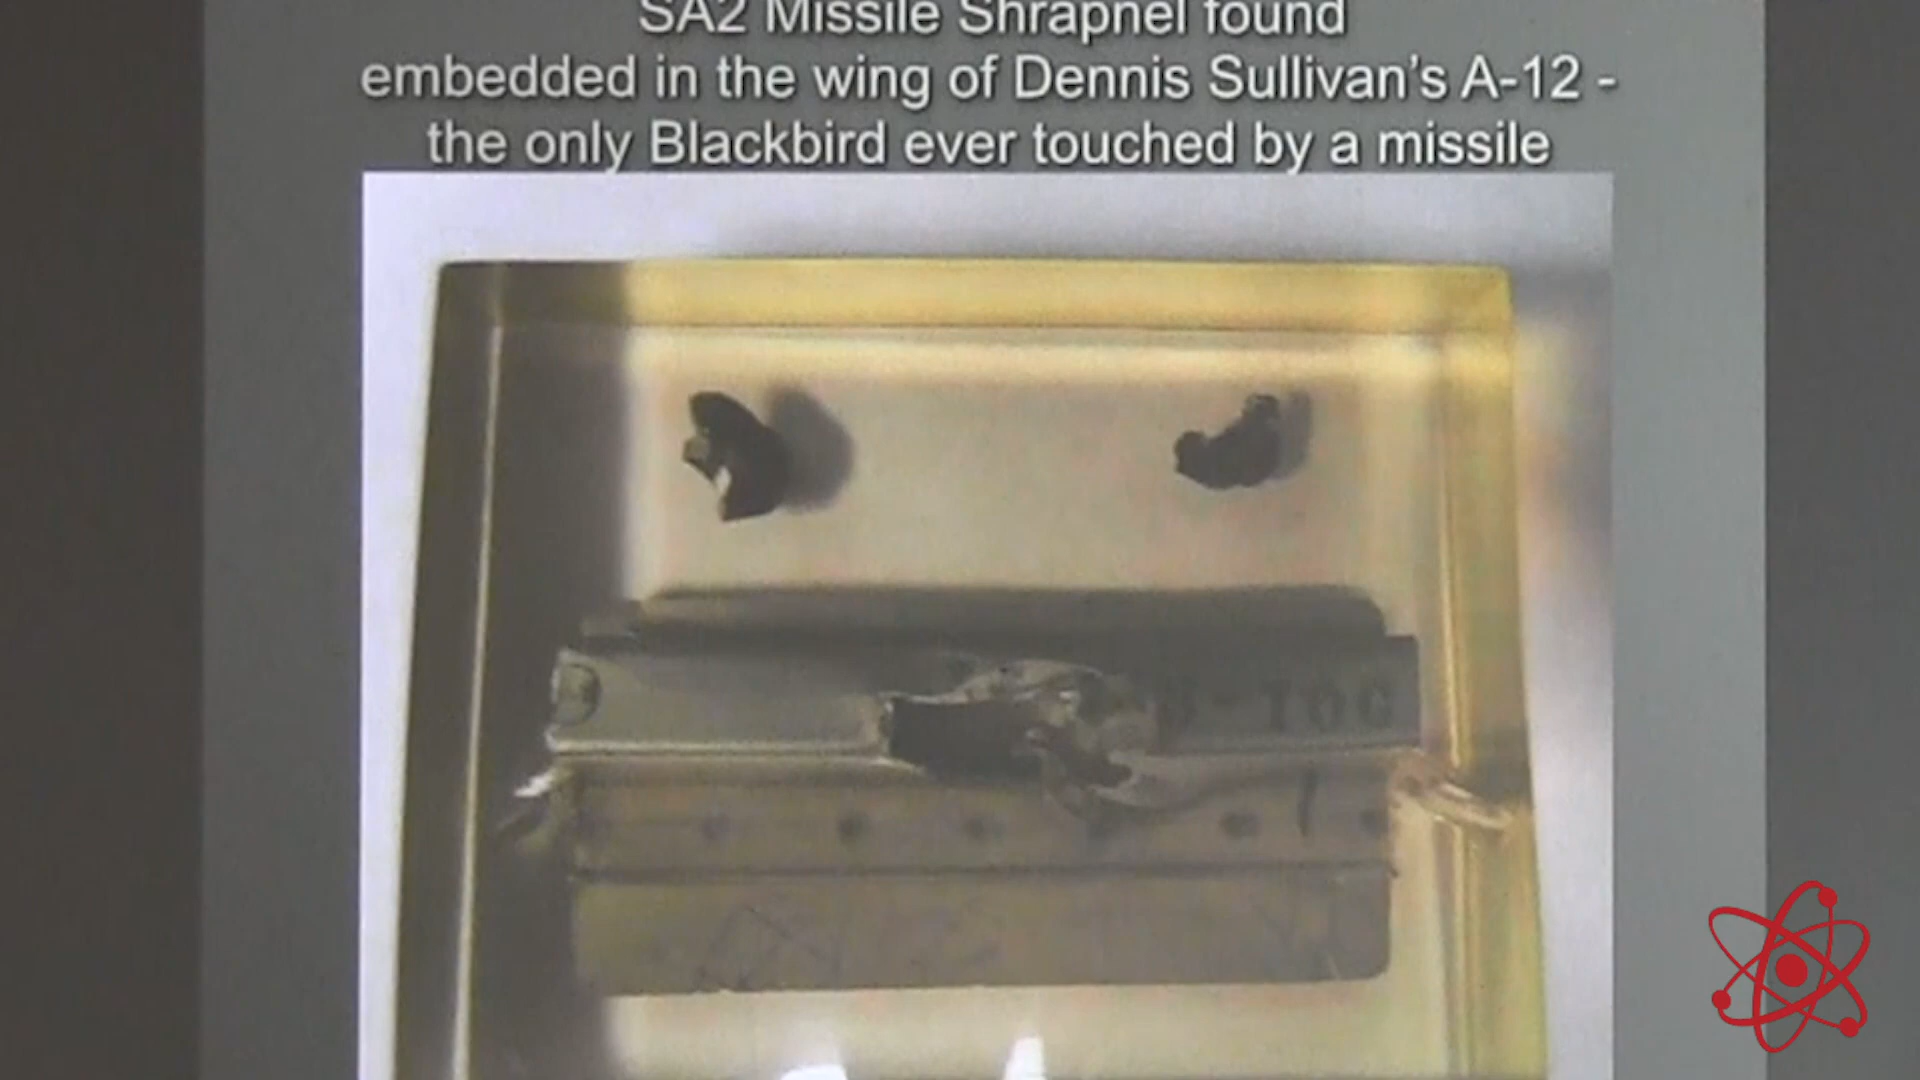 SA2 Missile Shrapnel found
embedded in the wing of Dennis Sullivan's A-12 -
the only Blackbird ever touched by a missile
-100